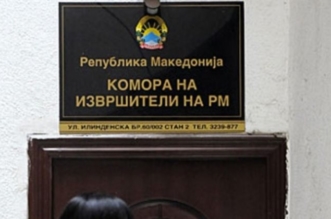 Република Македонија
КОМОРА НА
ИЗВРШИТЕЛИ НА РМ
УЛ. ИЛИНДЕНСКА БР.60/002 СТАН 2 ТЕЛ. 3239-877